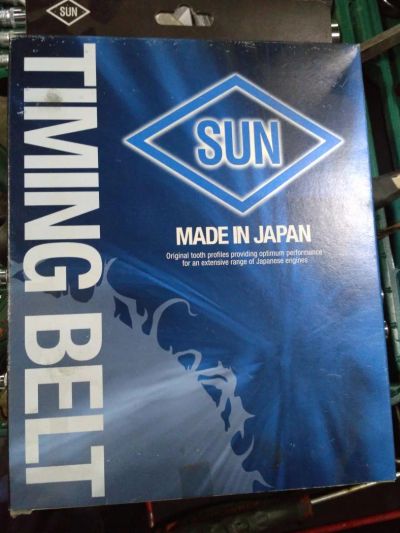 SUN
TIMING BELT
SUN
MADE IN JAPAN
Original tooth profiles providing optimum performance
for an extensive range of Japanese engines